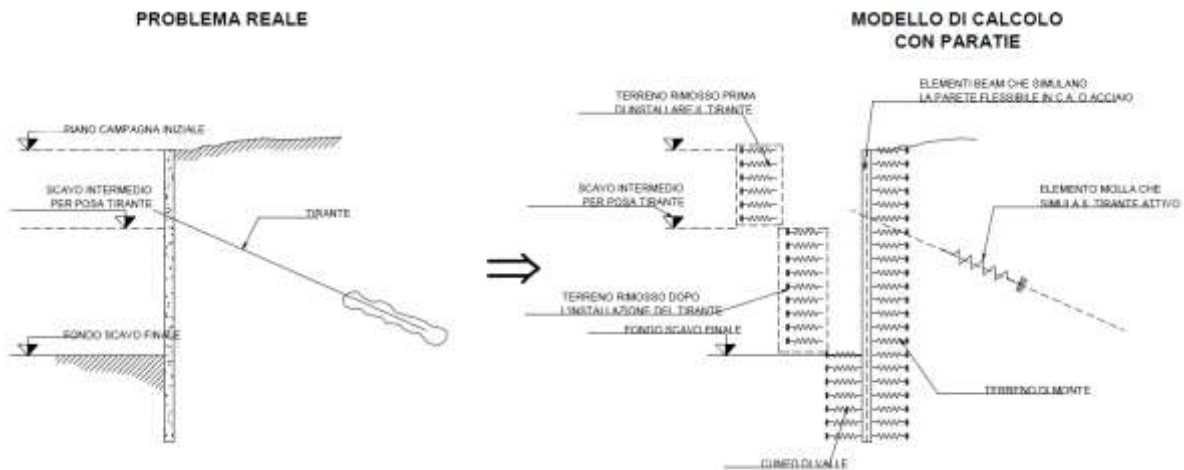 PROBLEMA REALE
PIANO CAMPAGNA INIZIALE
SCAVO INTERMEDIO
PER POSA TIRANTE
TIRANTE
FONDO SCAVO FINALE
MODELLO DI CALCOLO
CON PARATIE
TERRENO RIMOSSO PRIMA
DI INSTALLARE IL TIRANTE
ELEMENTI BEAM CHE SIMULANO
LA PARETE FLESSIBILE IN C.A. O ACCIAIO
SCAVO INTERMEDIO
PER POSA TIRANTE
ELEMENTO MOLLA CHE
SIMULA IL TIRANTE ATTIVO
TERRENO RIMOSSO DOPO
L'INSTALLAZIONE DEL TIRANTE
FONDO SCAVO FINALE
TERRENO DI MONTE
CUNEO DI VALLE